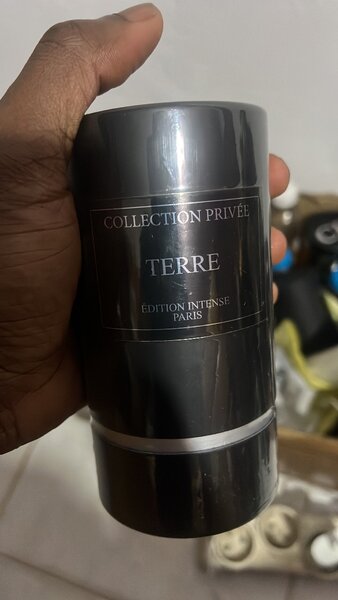 COLLECTION PRIVÉE
TERRE
ÉDITION INTENSE
PARIS